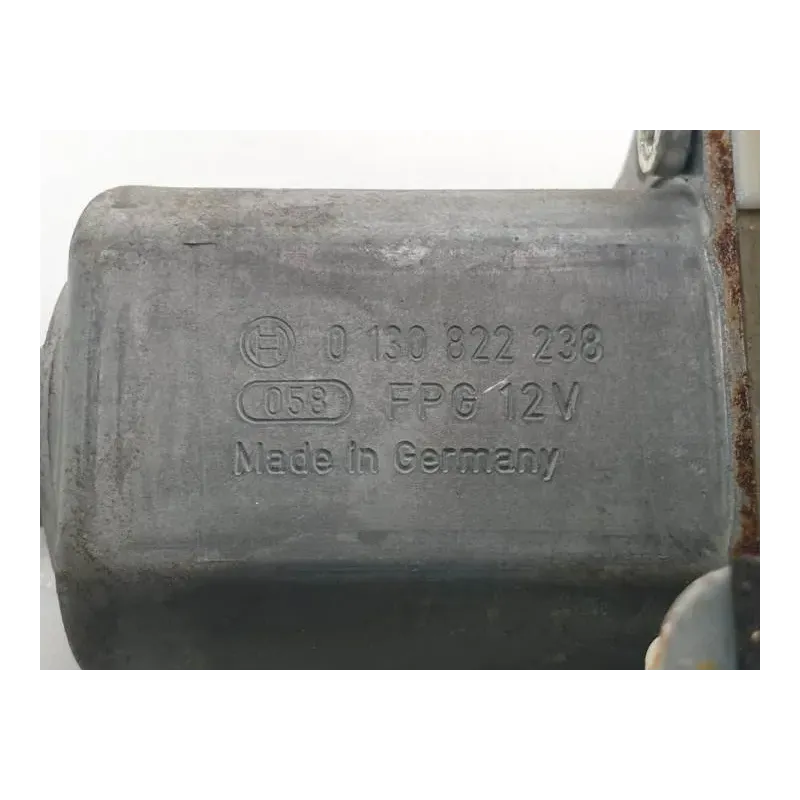 0 130 822 238
058 FPG 12V
Made in Germany